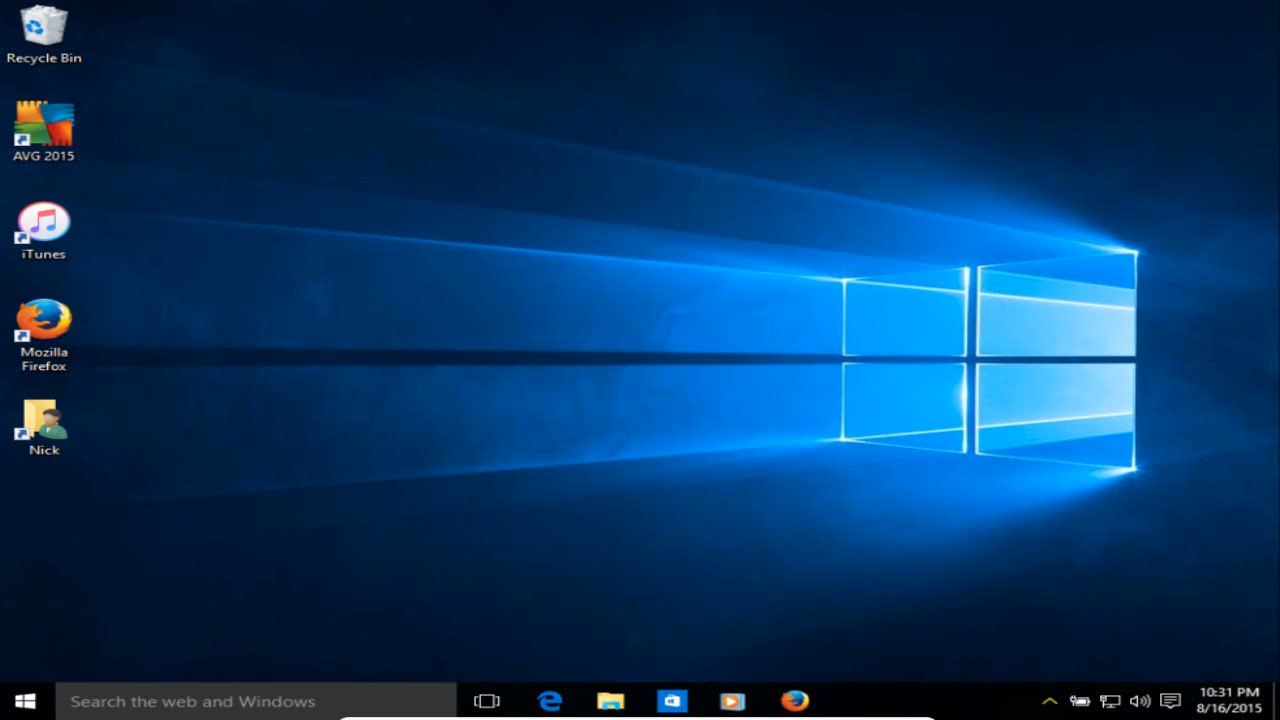 Recycle Bin
AVG 2015
iTunes
Mozilla
Firefox
Nick
Search the web and Windows
10:31 PM
8/16/2015